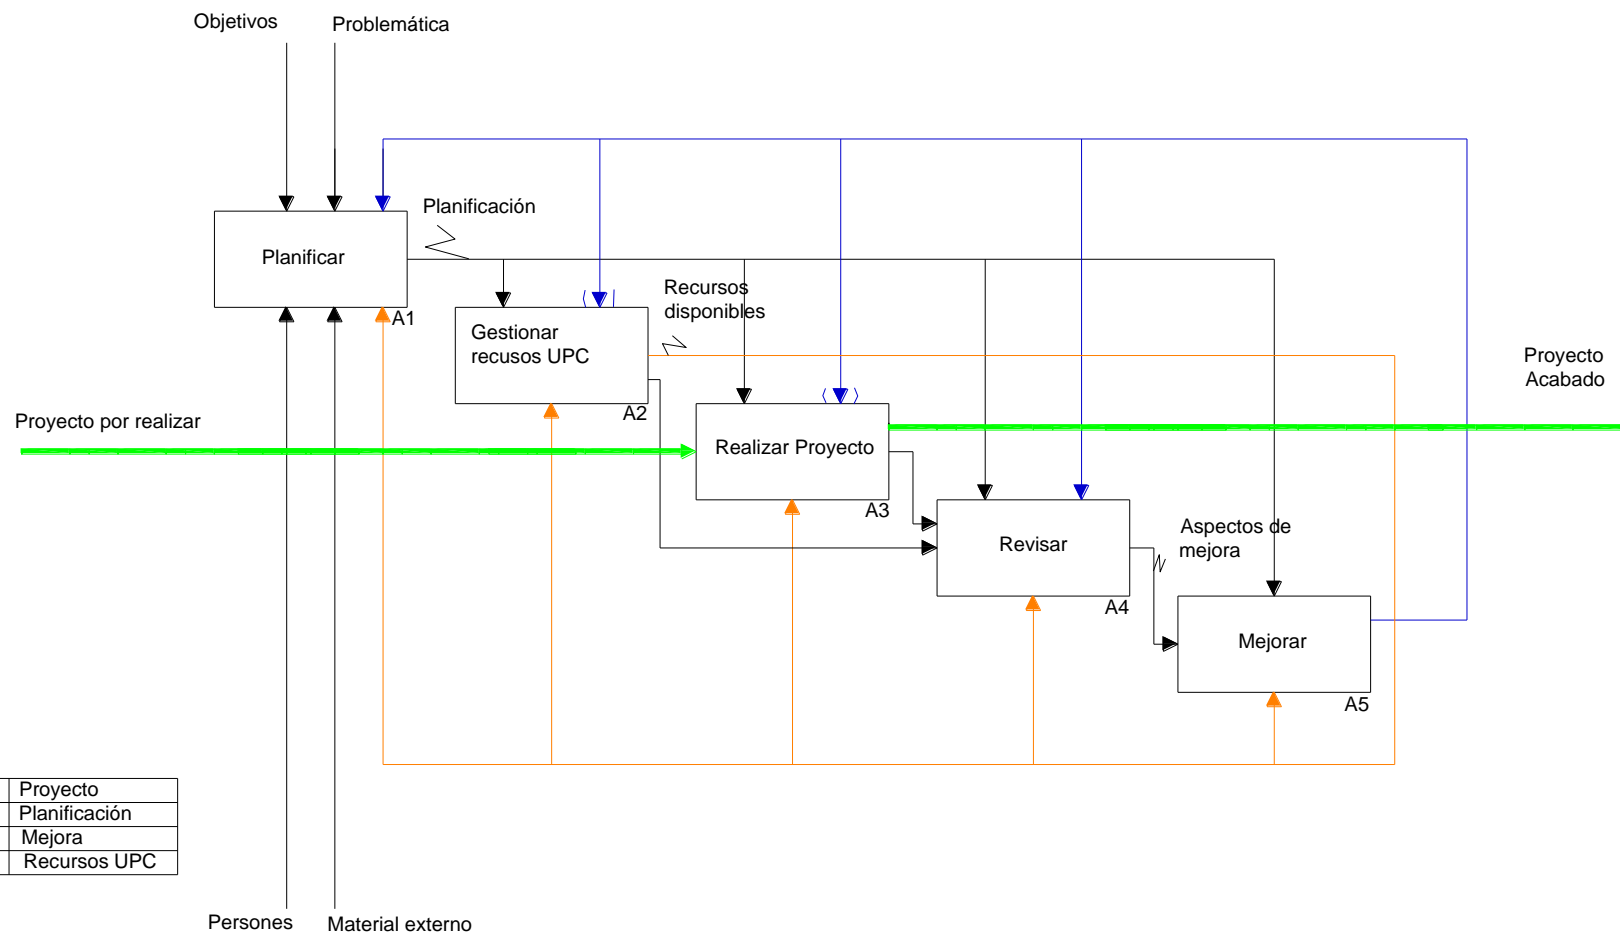 Objetivos
Problemática
Planificación
Planificar
A1
Recursos
disponibles
Gestionar
recusos UPC
A2
Proyecto
Acabado
Proyecto por realizar
Realizar Proyecto
A3
Aspectos de
mejora
Revisar
A4
Mejorar
A5
Proyecto
Planificación
Mejora
Recursos UPC
Persones
Material externo